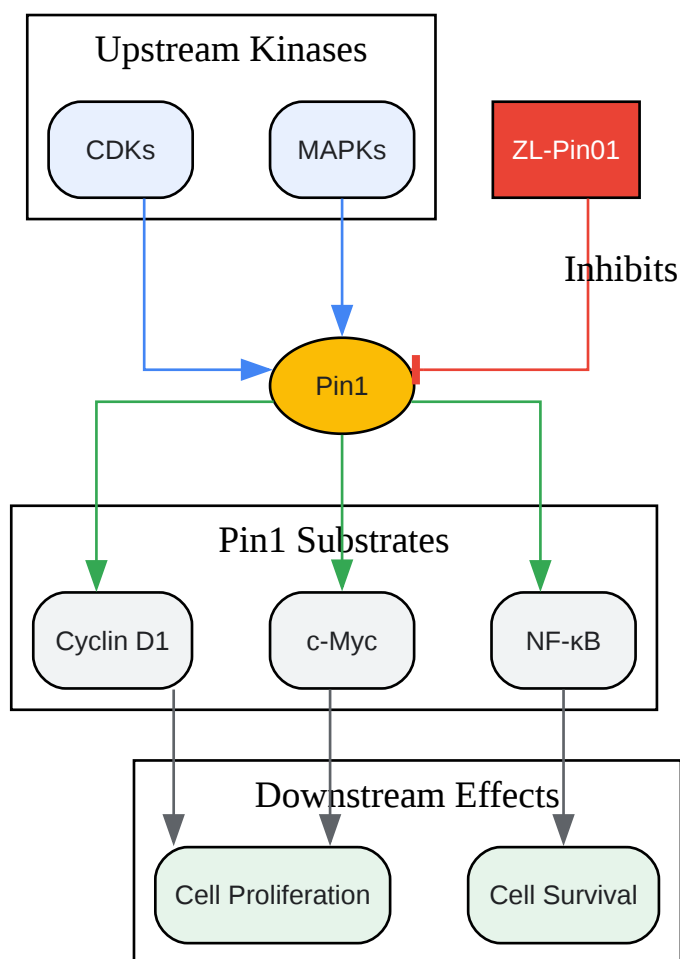 Upstream Kinases
CDKs
MAPKs
ZL-Pin01
Inhibits
Pin1
Pin1 Substrates
Cyclin D1
c-Myc
NF-κB
Downstream Effects
Cell Proliferation
Cell Survival